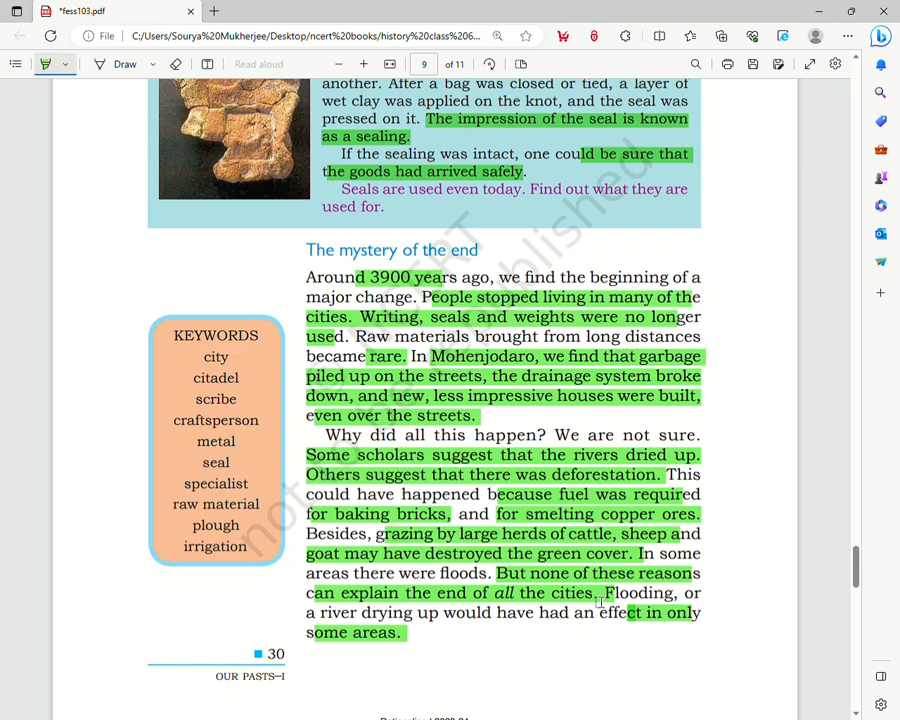 *fess103.pdf
File
C:/Users/Sourya%20Mukherjee/Desktop/ncert%20books/history%20class%206...
Draw
Read aloud
9 of 11
another. After a bag was closed or tied, a layer of
wet clay was applied on the knot, and the seal was
pressed on it. The impression of the seal is known
as a sealing.
If the sealing was intact, one could be sure that
the goods had arrived safely.
Seals are used even today. Find out what they are
used for.
The mystery of the end
Around 3900 years ago, we find the beginning of a
major change. People stopped living in many of the
cities. Writing, seals and weights were no longer
used. Raw materials brought from long distances
became rare. In Mohenjodaro, we find that garbage
piled up on the streets, the drainage system broke
down, and new, less impressive houses were built,
even over the streets.
Why did all this happen? We are not sure.
Some scholars suggest that the rivers dried up.
Others suggest that there was deforestation. This
could have happened because fuel was required
for baking bricks, and for smelting copper ores.
Besides, grazing by large herds of cattle, sheep and
goat may have destroyed the green cover. In some
areas there were floods. But none of these reasons
can explain the end of all the cities. Flooding, or
a river drying up would have had an effect in only
some areas.
KEYWORDS
city
citadel
scribe
craftsperson
metal
seal
specialist
raw material
plough
irrigation
30
OUR PASTS–I
© NCERT
not to be republished